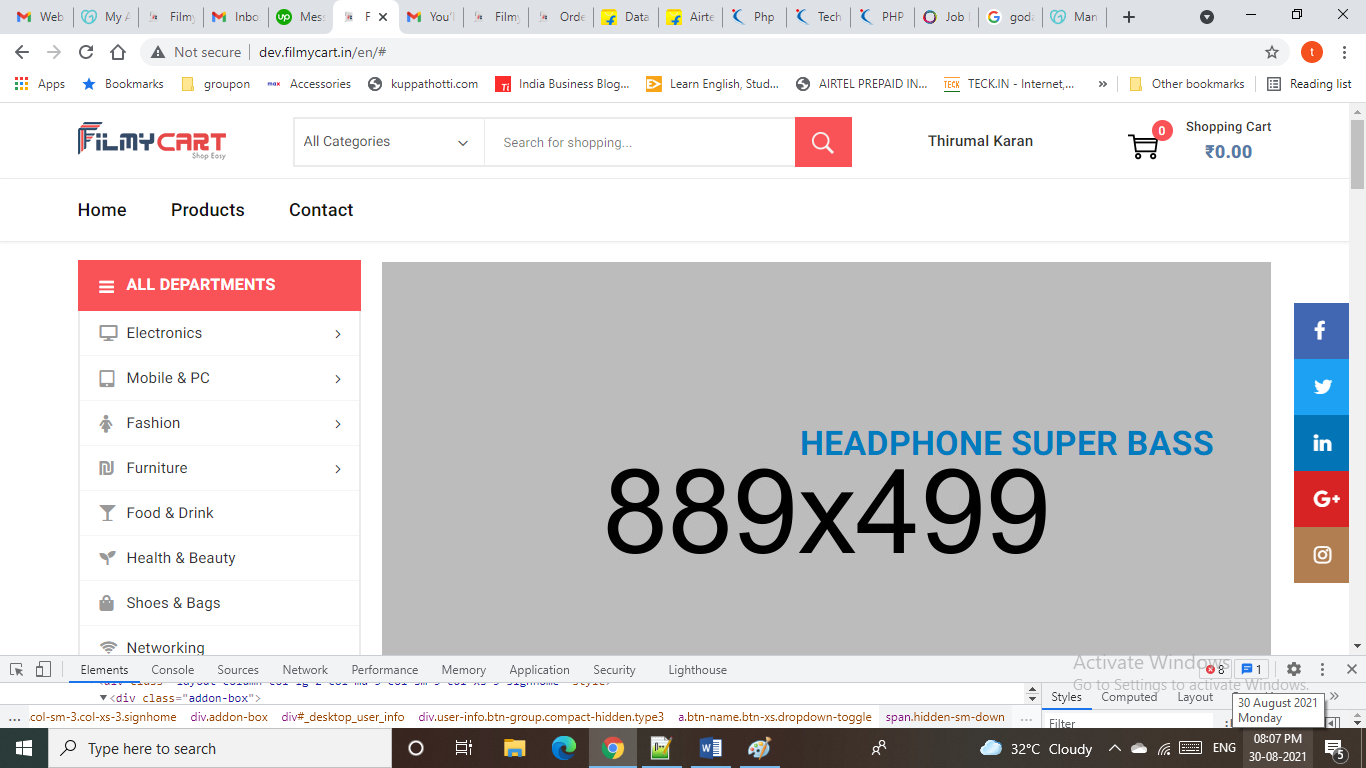 Web
My A
Filmy
Inbo
Mess
F
You'l
Filmy
Orde
Data
Airte
Php
Tech
PHP
Job
goda
Man
Not secure
dev.filmycart.in/en/#
t
Apps
Bookmarks
groupon
Accessories
kuppathotti.com
India Business Blog...
Learn English, Stud...
AIRTEL PREPAID IN...
TECK.IN - Internet,...
»
Other bookmarks
Reading list
FILMYCART
Shop Easy
All Categories
Search for shopping...
Thirumal Karan
0
Shopping Cart
₹0.00
Home
Products
Contact
ALL DEPARTMENTS
Electronics
Mobile & PC
Fashion
Furniture
Food & Drink
Health & Beauty
Shoes & Bags
Networking
HEADPHONE SUPER BASS
889x499
Elements
Console
Sources
Network
Performance
Memory
Application
Security
Lighthouse
8
1
Activate Windows
Go to Settings to activate Windows.
<div class="addon-box">
Styles
Computed
Layout
»
... .col-sm-3.col-xs-3.signhome div.addon-box div#_desktop_user_info div.user-info.btn-group.compact-hidden.type3 a.btn-name.btn-xs.dropdown-toggle span.hidden-sm-down ...
Filter
30 August 2021
Monday
Type here to search
32°C Cloudy
ENG
08:07 PM
30-08-2021
5